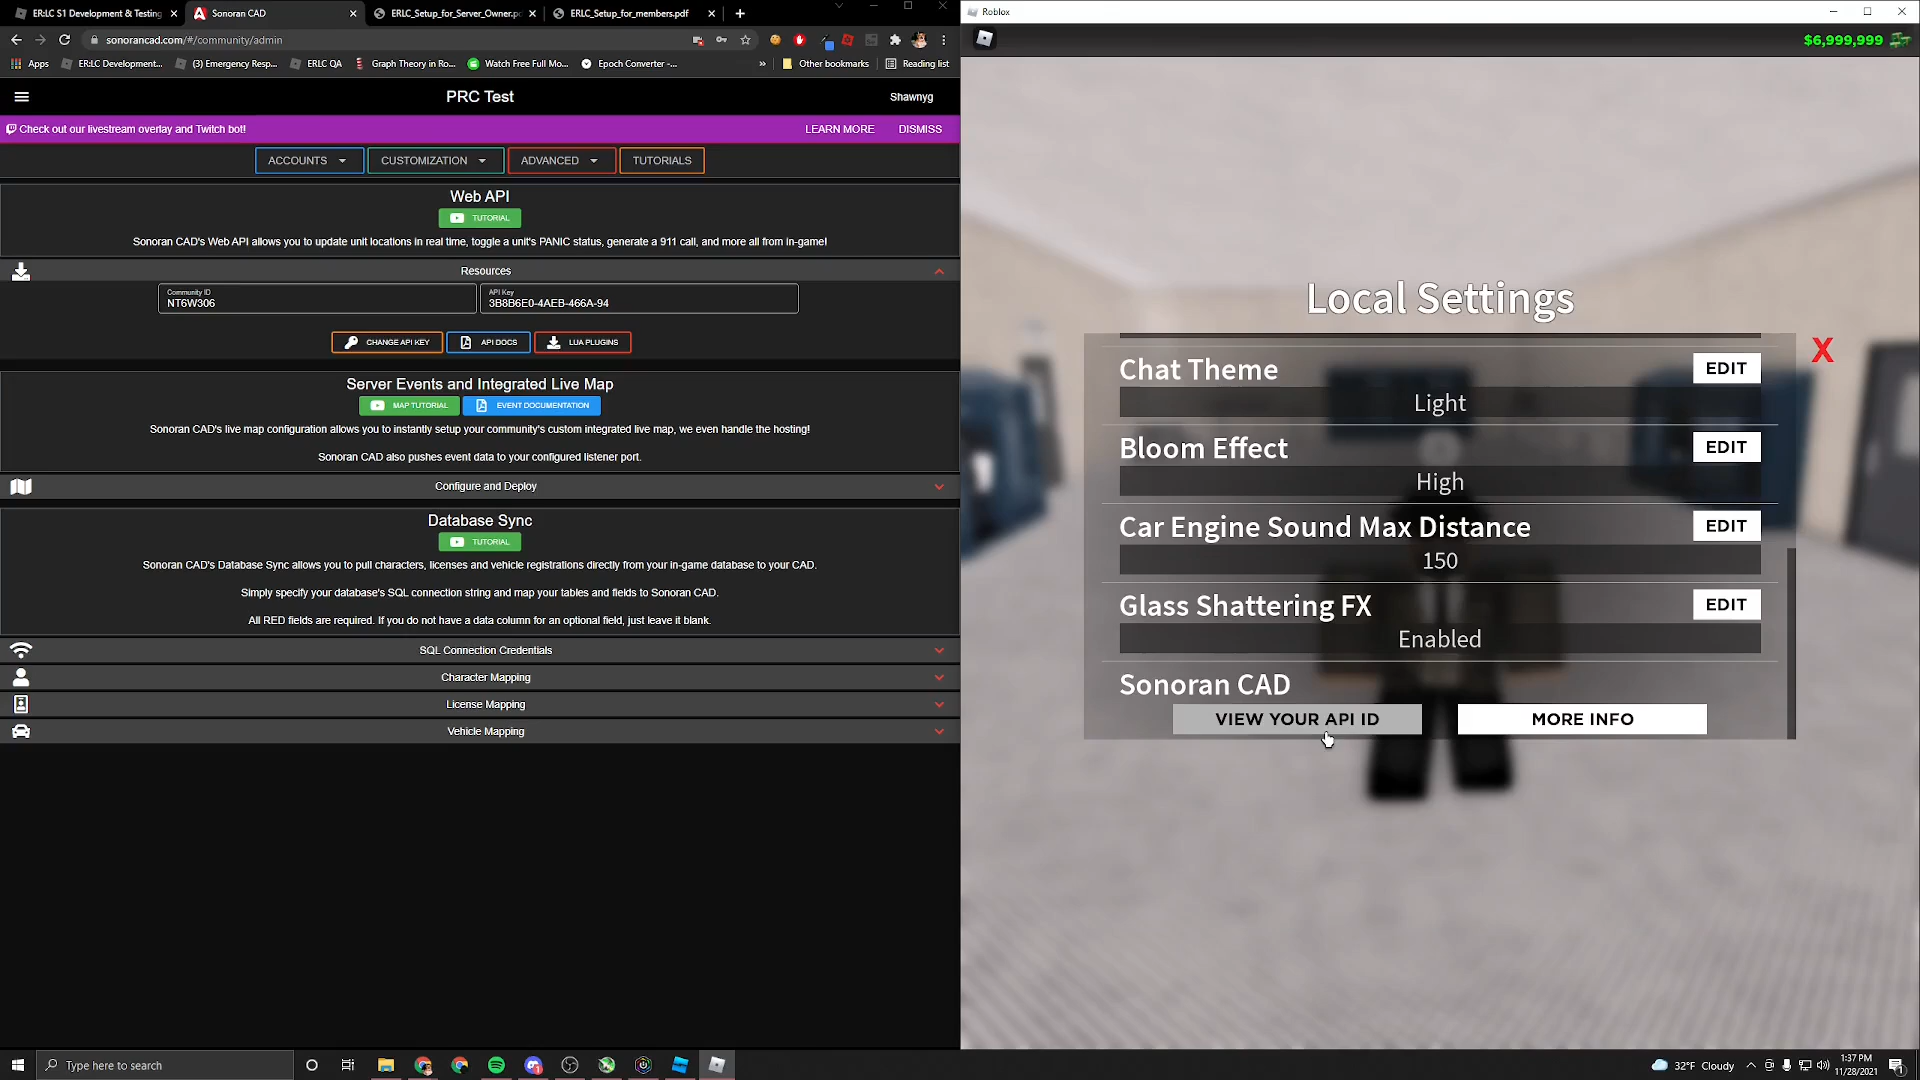 ER:LC S1 Development & Testing
Sonoran CAD
ERLC_Setup_for_Server_Owner.pd
ERLC_Setup_for_members.pdf
sonorancad.com/#/community/admin
Apps
ER:LC Development...
(3) Emergency Resp...
ERLC QA
Graph Theory in Ro...
Watch Free Full Mo...
Epoch Converter -...
»
Other bookmarks
Reading list
PRC Test
Shawnyg
Check out our livestream overlay and Twitch bot!
LEARN MORE
DISMISS
ACCOUNTS
CUSTOMIZATION
ADVANCED
TUTORIALS
Web API
TUTORIAL
Sonoran CAD's Web API allows you to update unit locations in real time, toggle a unit's PANIC status, generate a 911 call, and more all from in-game!
Resources
Community ID
NT6W306
API Key
3B8B6E0-4AEB-466A-94
CHANGE API KEY
API DOCS
LUA PLUGINS
Server Events and Integrated Live Map
MAP TUTORIAL
EVENT DOCUMENTATION
Sonoran CAD's live map configuration allows you to instantly setup your community's custom integrated live map, we even handle the hosting!
Sonoran CAD also pushes event data to your configured listener port.
Configure and Deploy
Database Sync
TUTORIAL
Sonoran CAD's Database Sync allows you to pull characters, licenses and vehicle registrations directly from your in-game database to your CAD.
Simply specify your database's SQL connection string and map your tables and fields to Sonoran CAD.
All RED fields are required. If you do not have a data column for an optional field, just leave it blank.
SQL Connection Credentials
Character Mapping
License Mapping
Vehicle Mapping
Roblox
$6,999,999
Local Settings
X
Chat Theme
EDIT
Light
Bloom Effect
EDIT
High
Car Engine Sound Max Distance
EDIT
150
Glass Shattering FX
EDIT
Enabled
Sonoran CAD
VIEW YOUR API ID
MORE INFO
Type here to search
32°F Cloudy
1:37 PM
11/28/2021